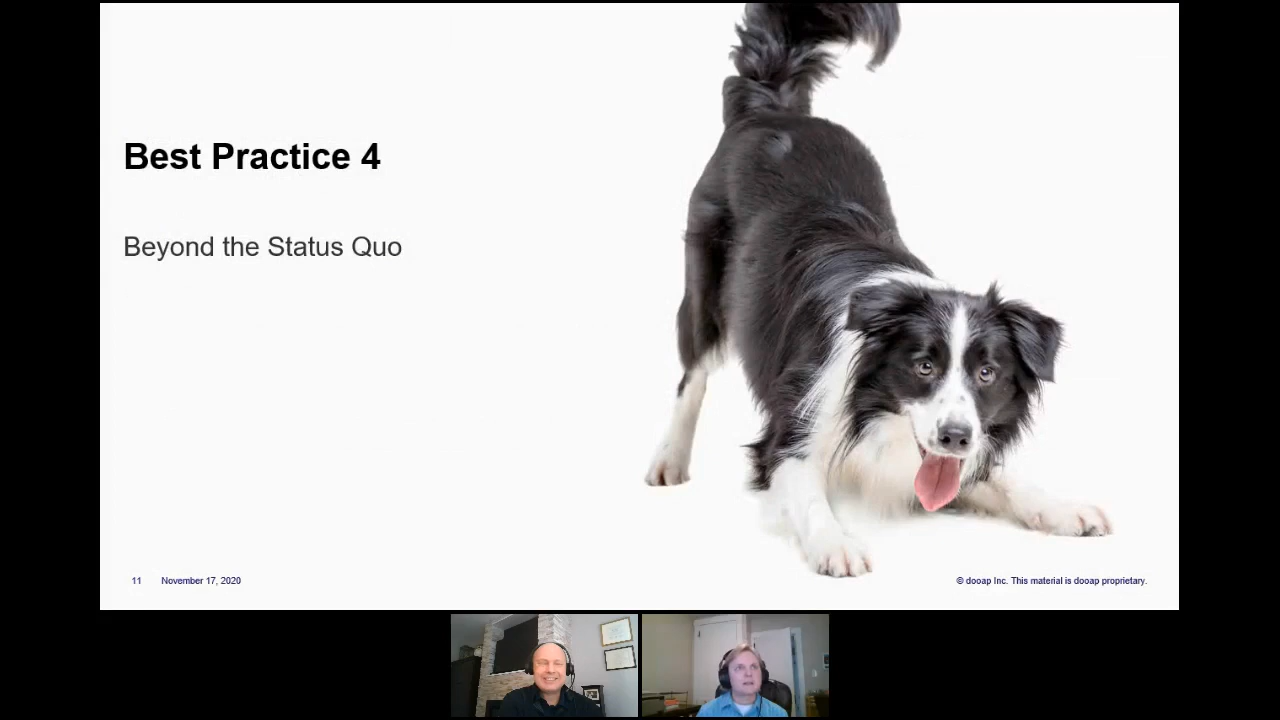 Best Practice 4
Beyond the Status Quo
11 November 17, 2020
© dooap Inc. This material is dooap proprietary.